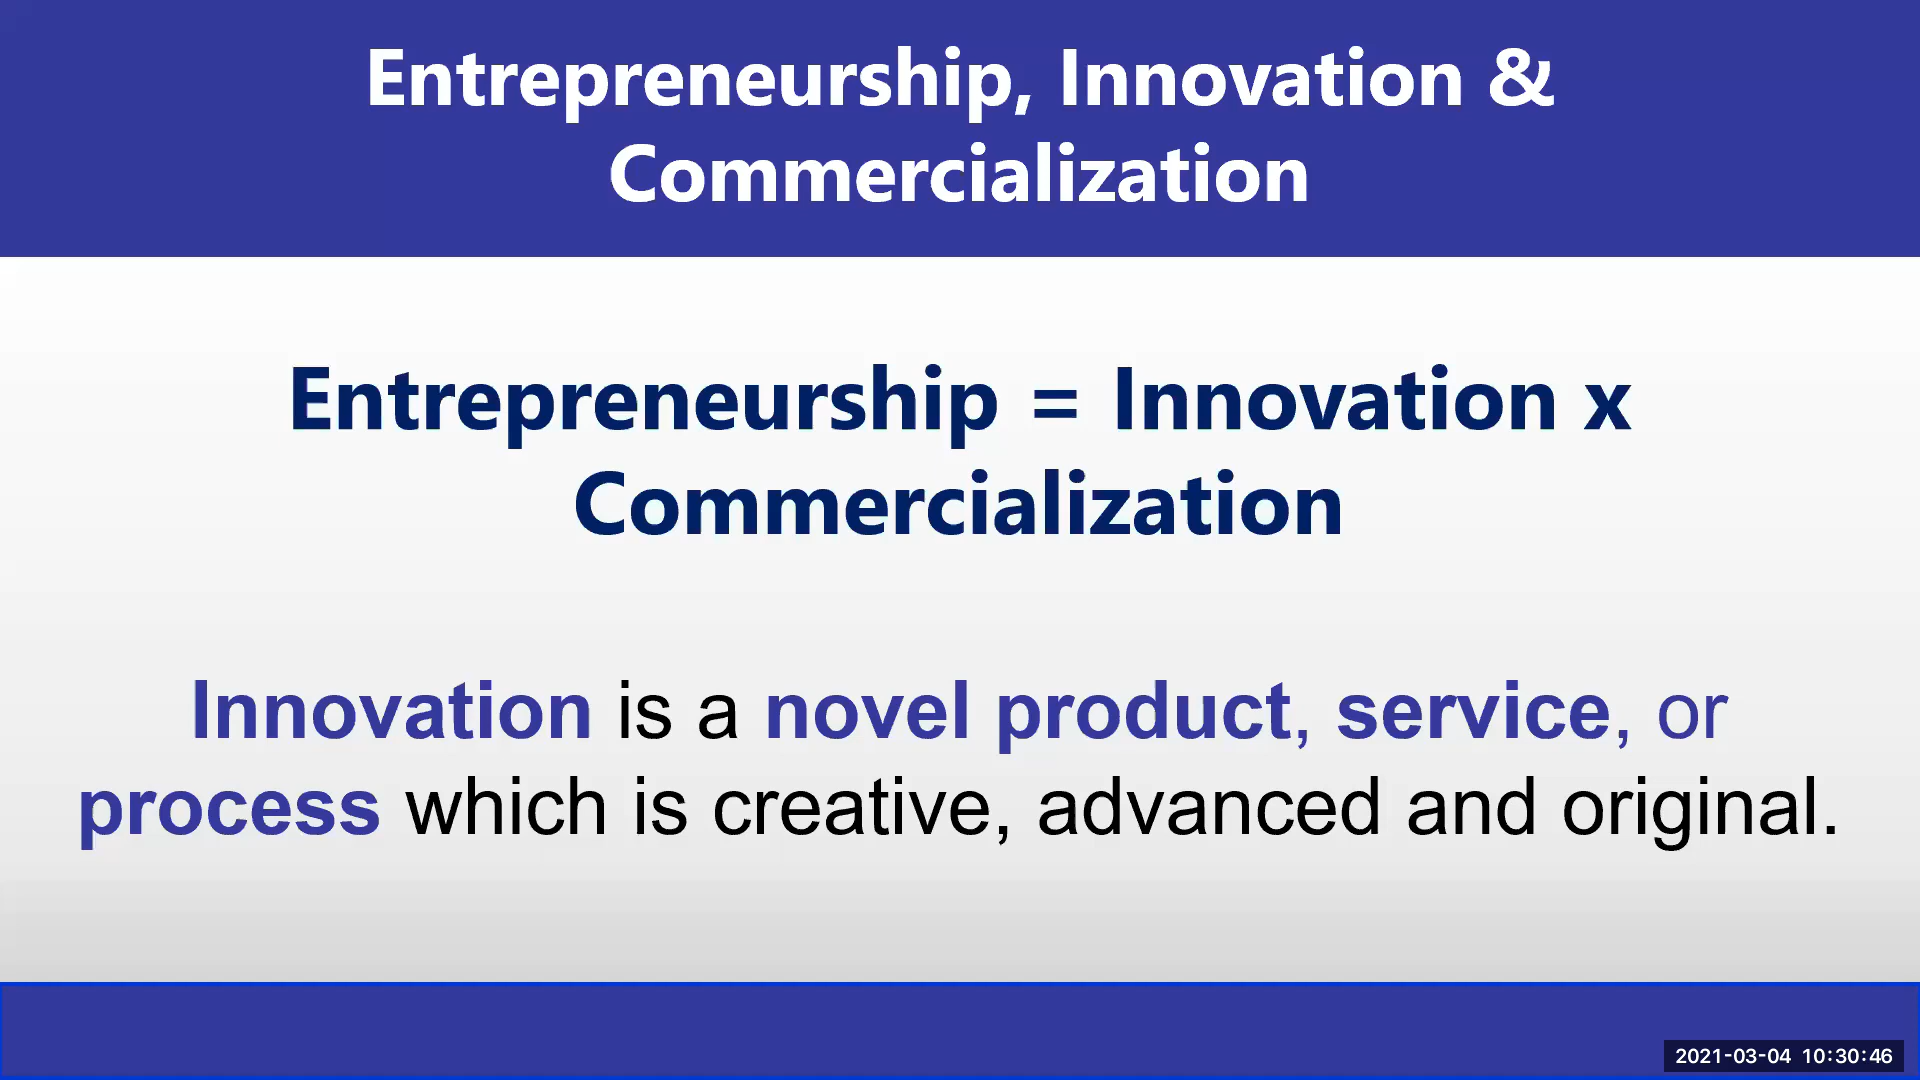 Entrepreneurship, Innovation &
Commercialization
Entrepreneurship = Innovation x
Commercialization
Innovation is a novel product, service, or
process which is creative, advanced and original.
2021-03-04 10:30:46